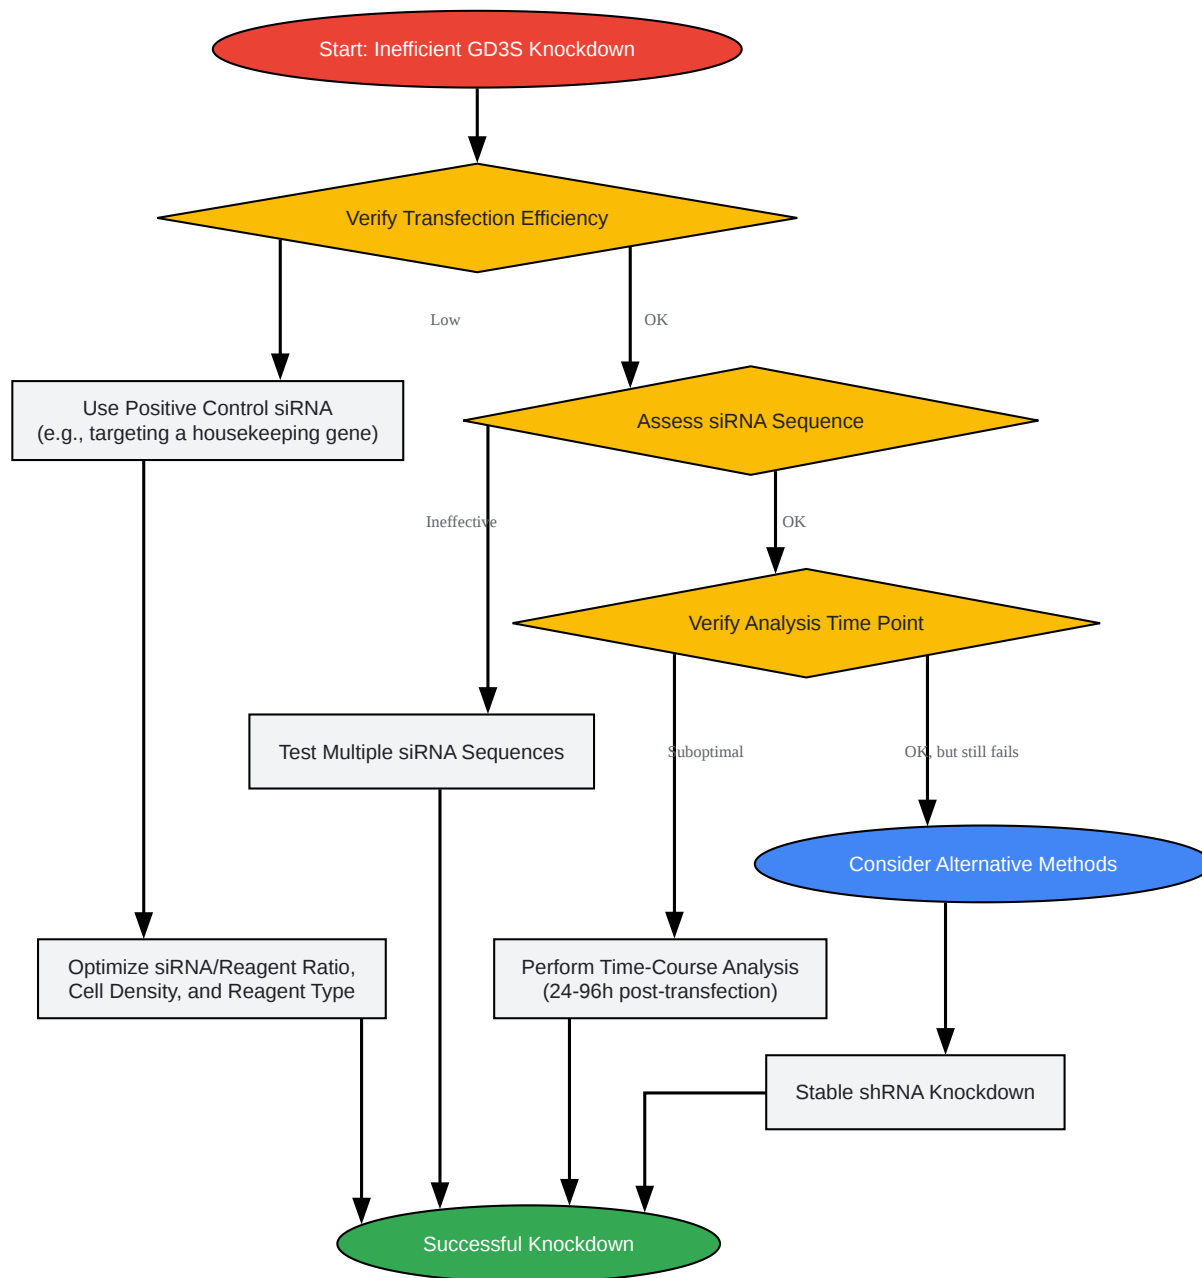 Start: Inefficient GD3S Knockdown
Verify Transfection Efficiency
Low
OK
Use Positive Control siRNA
(e.g., targeting a housekeeping gene)
Assess siRNA Sequence
Ineffective
OK
Verify Analysis Time Point
Test Multiple siRNA Sequences
Suboptimal
OK, but still fails
Consider Alternative Methods
Optimize siRNA/Reagent Ratio,
Cell Density, and Reagent Type
Perform Time-Course Analysis
(24-96h post-transfection)
Stable shRNA Knockdown
Successful Knockdown